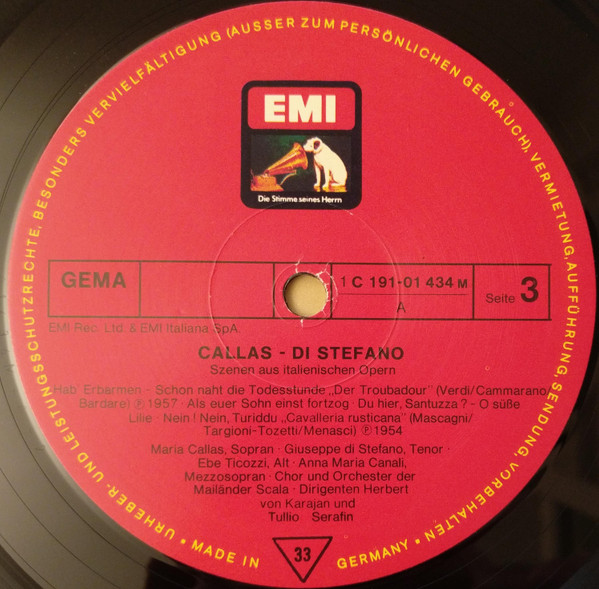 URHEBER- UND LEISTUNGSSCHUTZRECHTE, BESONDERS VERVIELFÄLTIGUNG (AUSSER ZUM PERSÖNLICHEN GEBRAUCH), VERMIETUNG, AUFFÜHRUNG, SENDUNG, VORBEHALTEN
EMI
Die Stimme seines Herrn
GEMA
1 C 191-01 434 M
A
Seite 3
EMI Rec. Ltd. & EMI Italiana SpA.
CALLAS - DI STEFANO
Szenen aus italienischen Opern
Hab' Erbarmen - Schon naht die Todesstunde „Der Troubadour" (Verdi/Cammarano/
Bardare) ℗ 1957 · Als euer Sohn einst fortzog · Du hier, Santuzza? - O süße
Lilie · Nein! Nein, Turiddu „Cavalleria rusticana" (Mascagni/
Targioni-Tozetti/Menasci) ℗ 1954
Maria Callas, Sopran · Giuseppe di Stefano, Tenor ·
Ebe Ticozzi, Alt · Anna Maria Canali,
Mezzosopran · Chor und Orchester der
Mailänder Scala · Dirigenten Herbert
von Karajan und
Tullio Serafin
* MADE IN
33
GERMANY *